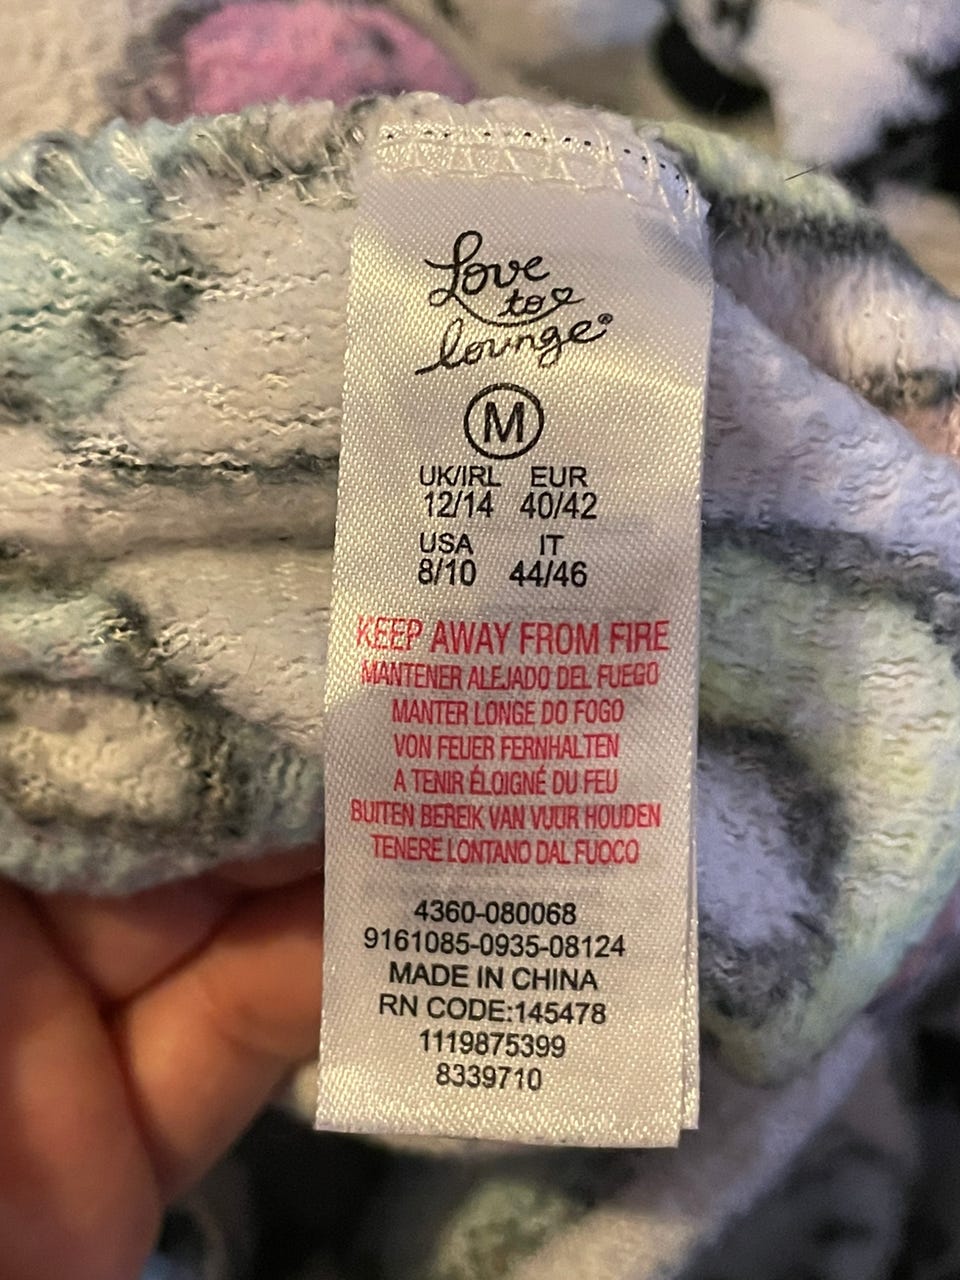 Love
to
lounge®
M
UK/IRL EUR
12/14 40/42
USA IT
8/10 44/46
KEEP AWAY FROM FIRE
MANTENER ALEJADO DEL FUEGO
MANTER LONGE DO FOGO
VON FEUER FERNHALTEN
A TENIR ÉLOIGNÉ DU FEU
BUITEN BEREIK VAN VUUR HOUDEN
TENERE LONTANO DAL FUOCO
4360-080068
9161085-0935-08124
MADE IN CHINA
RN CODE:145478
1119875399
8339710